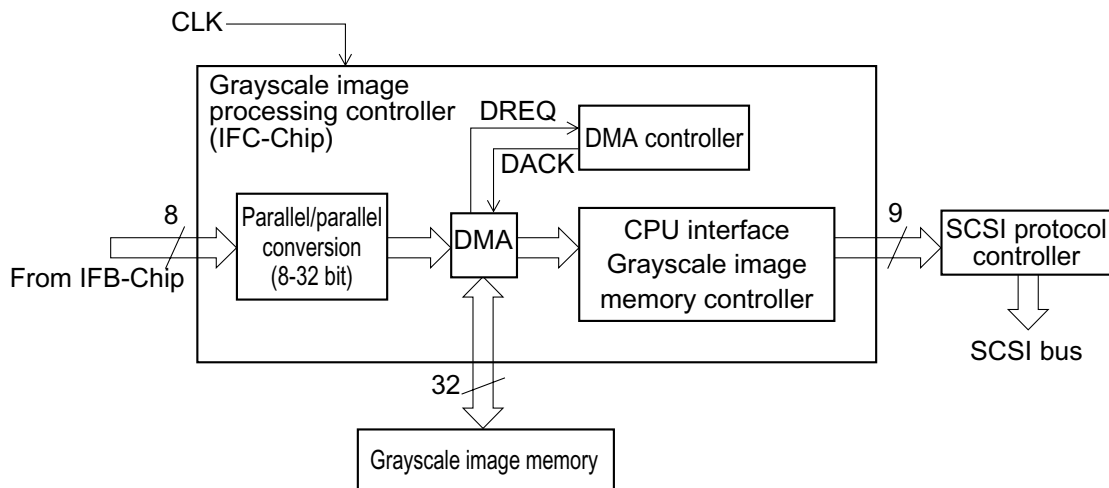 CLK
Grayscale image
processing controller
(IFC-Chip)
DREQ
DMA controller
DACK
8
Parallel/parallel
conversion
(8-32 bit)
DMA
CPU interface
Grayscale image
memory controller
9
SCSI protocol
controller
From IFB-Chip
SCSI bus
32
Grayscale image memory